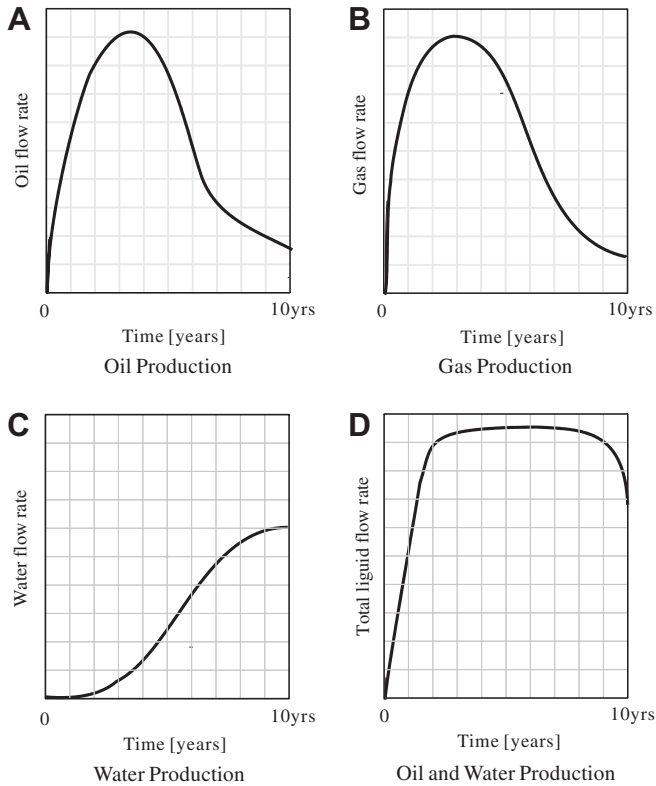 A
Oil flow rate
0
10yrs
Time [years]
Oil Production
B
Gas flow rate
0
10yrs
Time [years]
Gas Production
C
Water flow rate
0
10yrs
Time [years]
Water Production
D
Total liguid flow rate
0
10yrs
Time [years]
Oil and Water Production